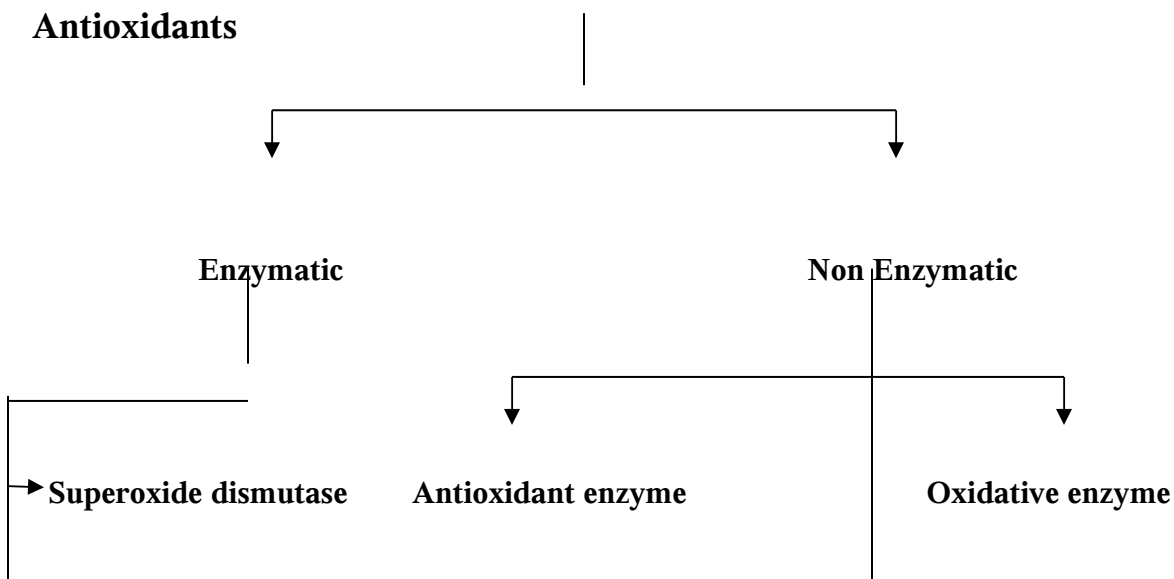 Antioxidants
Enzymatic
Non Enzymatic
Superoxide dismutase
Antioxidant enzyme
Oxidative enzyme